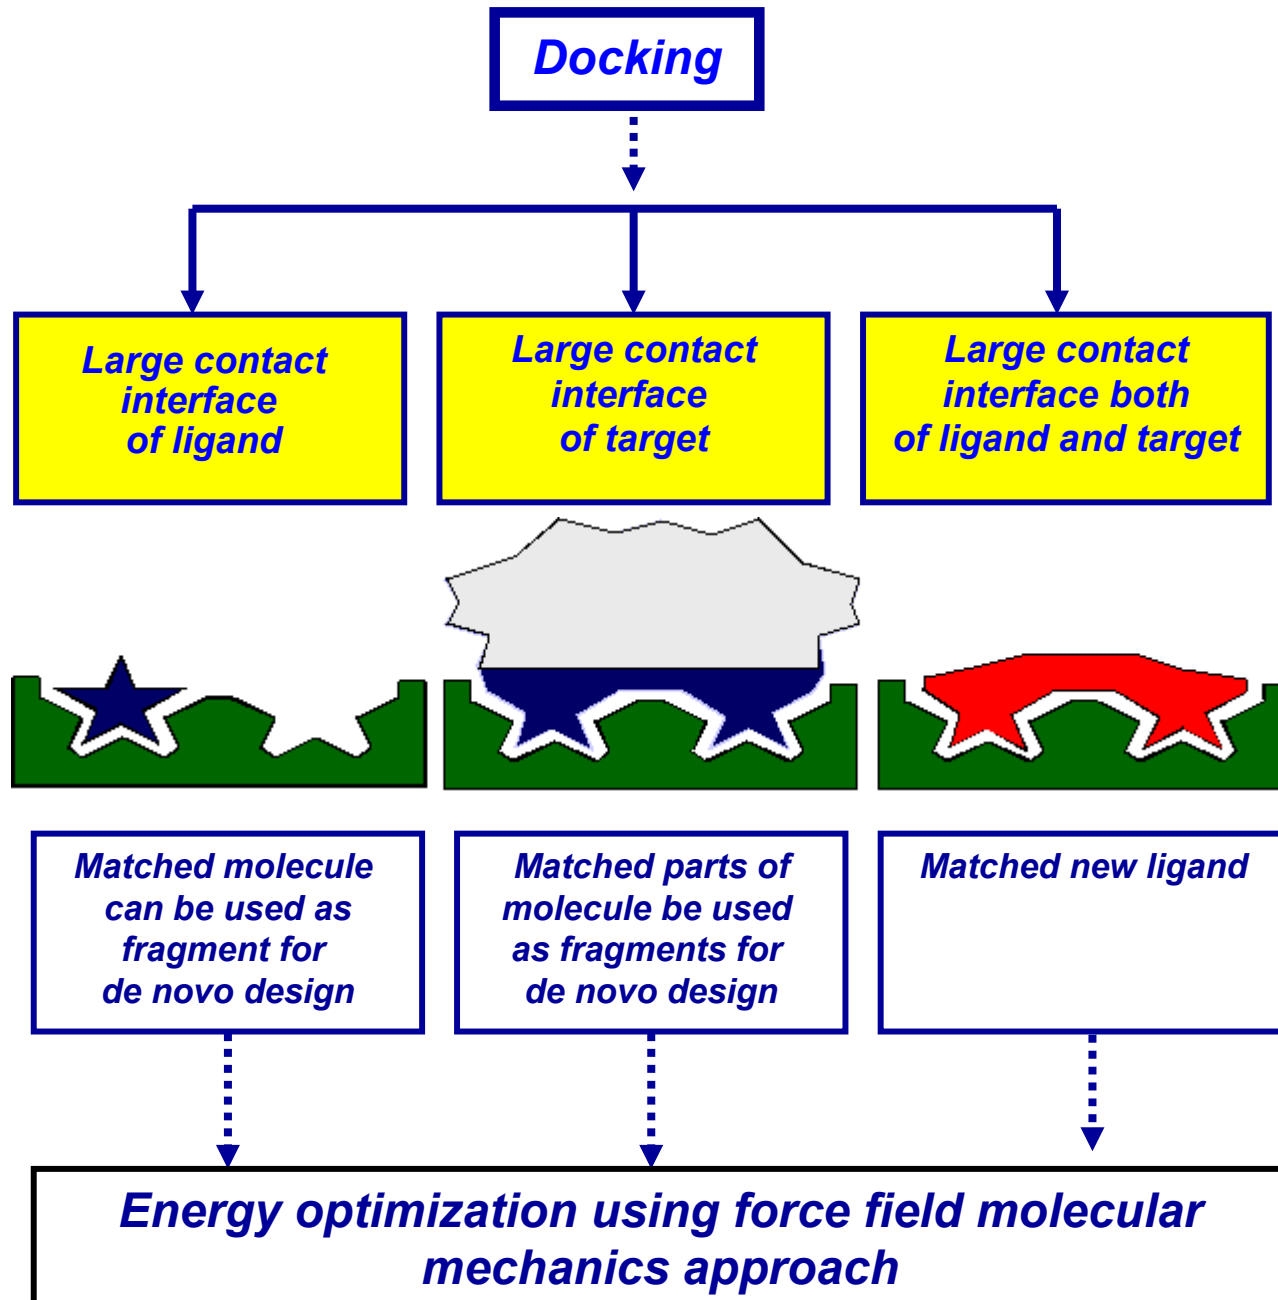 Docking
Large contact
interface
of ligand
Large contact
interface
of target
Large contact
interface both
of ligand and target
Matched molecule
can be used as
fragment for
de novo design
Matched parts of
molecule be used
as fragments for
de novo design
Matched new ligand
Energy optimization using force field molecular
mechanics approach